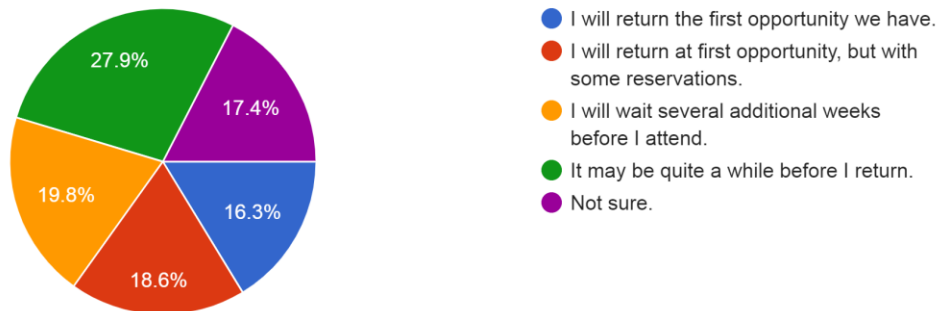 27.9%
17.4%
19.8%
16.3%
18.6%
I will return the first opportunity we have.
I will return at first opportunity, but with
some reservations.
I will wait several additional weeks
before I attend.
It may be quite a while before I return.
Not sure.